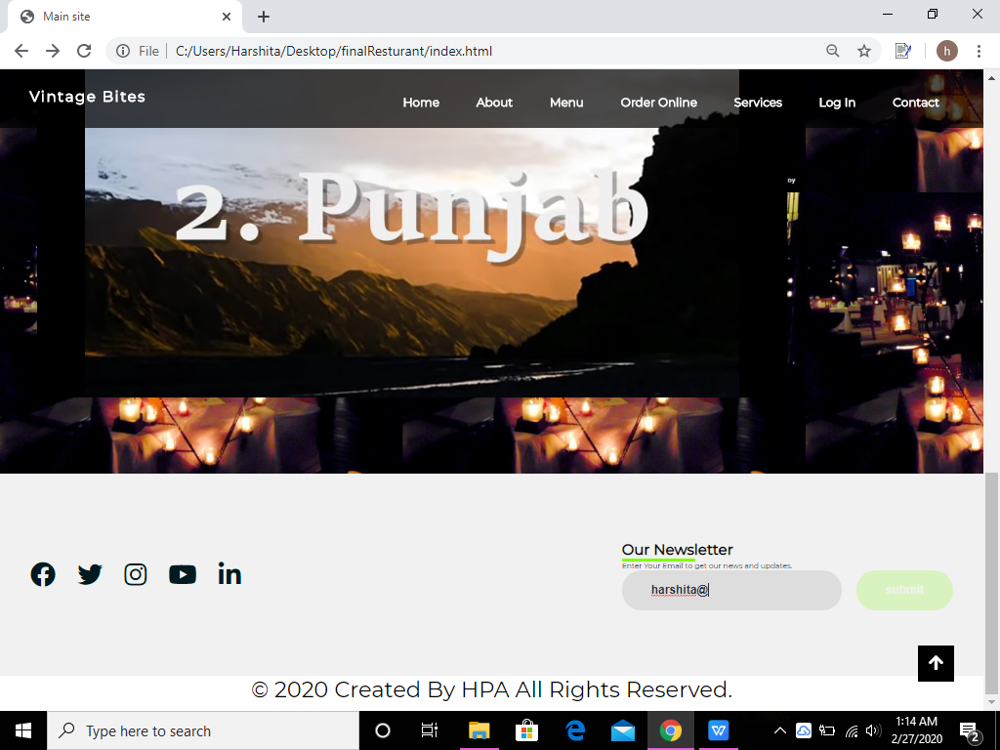 Main site
File
C:/Users/Harshita/Desktop/finalResturant/index.html
h
Vintage Bites
Home About Menu Order Online Services Log In Contact
2. Punjab
oy
Our Newsletter
Enter Your Email to get our news and updates.
harshita@
submit
© 2020 Created By HPA All Rights Reserved.
Type here to search
1:14 AM
2/27/2020
2